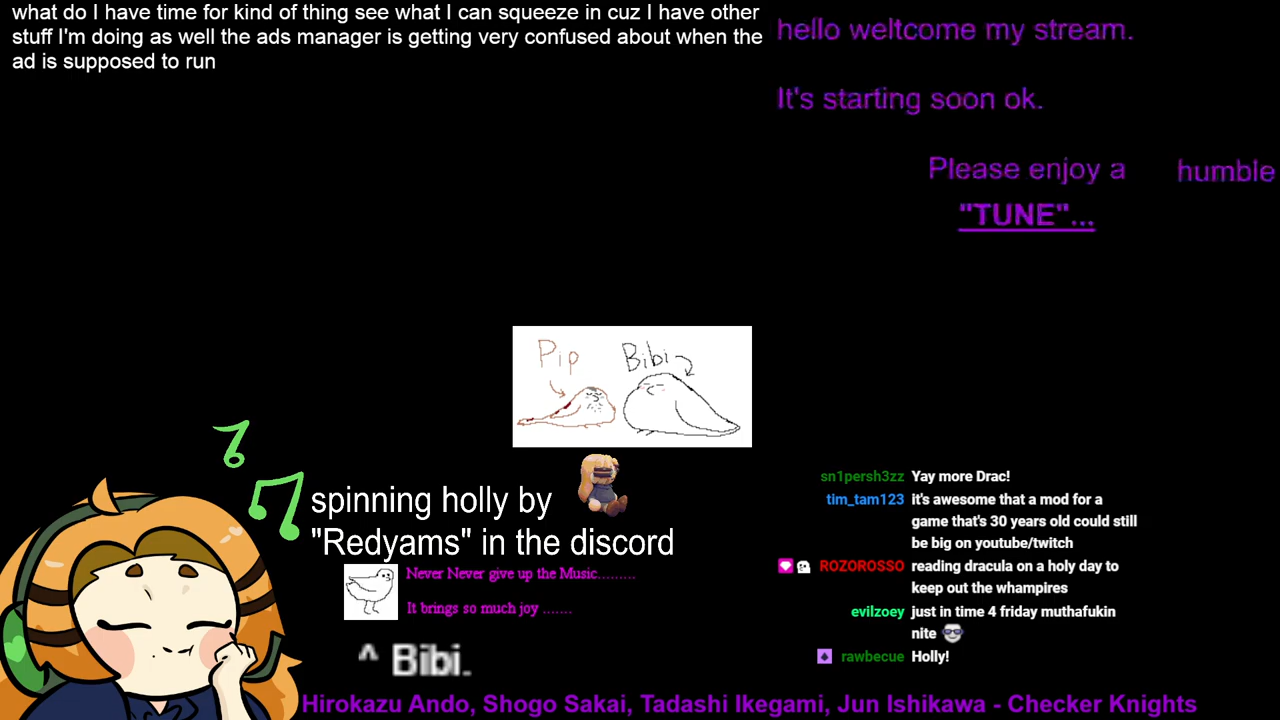 what do I have time for kind of thing see what I can squeeze in cuz I have other
stuff I'm doing as well the ads manager is getting very confused about when the
ad is supposed to run
hello weltcome my stream.
It's starting soon ok.
Please enjoy a humble
"TUNE"...
Pip
Bibi
spinning holly by
"Redyams" in the discord
Never Never give up the Music.........
It brings so much joy .......
^ Bibi.
sn1persh3zz Yay more Drac!
tim_tam123 it's awesome that a mod for a
game that's 30 years old could still
be big on youtube/twitch
ROZOROSSO reading dracula on a holy day to
keep out the whampires
evilzoey just in time 4 friday muthafukin
nite
rawbecue Holly!
Hirokazu Ando, Shogo Sakai, Tadashi Ikegami, Jun Ishikawa - Checker Knights